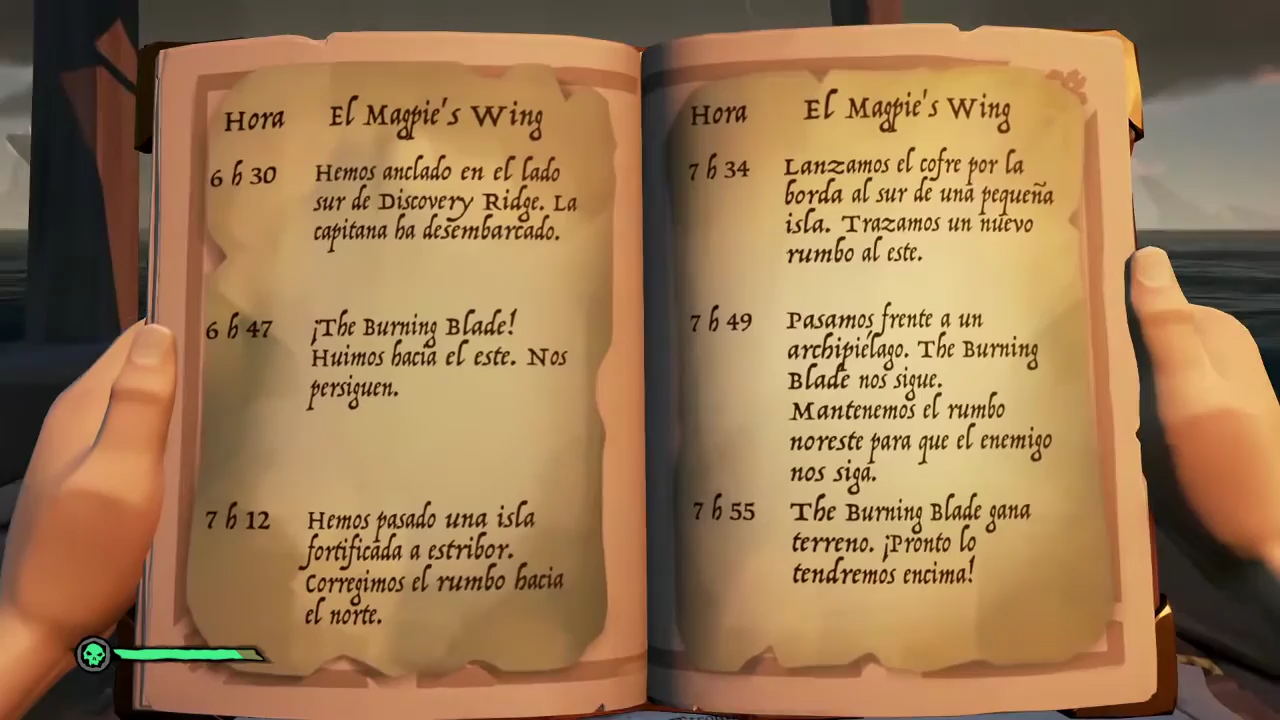 Hora El Magpie's Wing
6 h 30 Hemos anclado en el lado
sur de Discovery Ridge. La
capitana ha desembarcado.
6 h 47 ¡The Burning Blade!
Huimos hacia el este. Nos
persiguen.
7 h 12 Hemos pasado una isla
fortificada a estribor.
Corregimos el rumbo hacia
el norte.
Hora El Magpie's Wing
7 h 34 Lanzamos el cofre por la
borda al sur de una pequeña
isla. Trazamos un nuevo
rumbo al este.
7 h 49 Pasamos frente a un
archipiélago. The Burning
Blade nos sigue.
Mantenemos el rumbo
noreste para que el enemigo
nos siga.
7 h 55 The Burning Blade gana
terreno. ¡Pronto lo
tendremos encima!